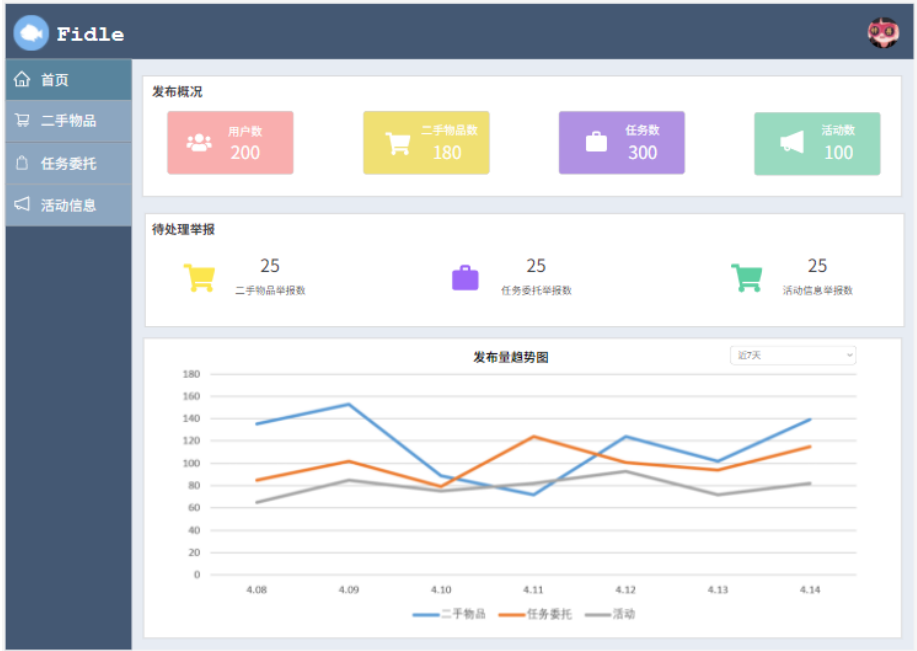 Fidle
首页
二手物品
任务委托
活动信息
发布概况
用户数
200
二手物品数
180
任务数
300
活动数
100
待处理举报
25
二手物品举报数
25
任务委托举报数
25
活动信息举报数
发布量趋势图
近7天
180
160
140
120
100
80
60
40
20
0
4.08 4.09 4.10 4.11 4.12 4.13 4.14
二手物品 任务委托 活动